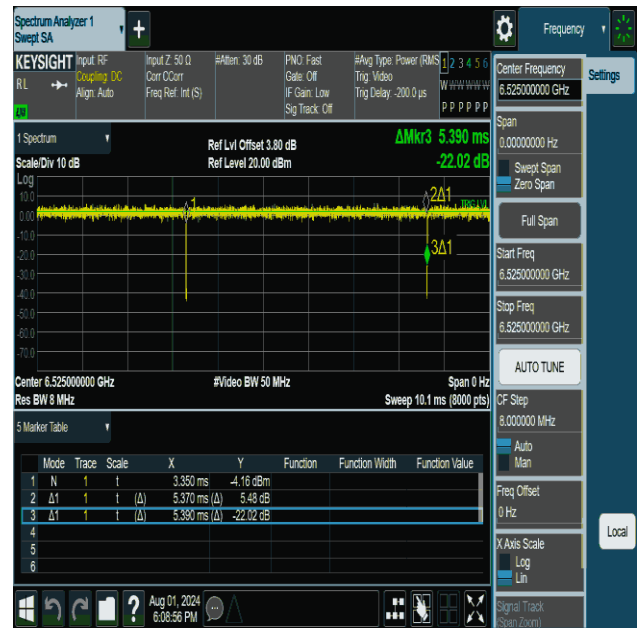 Spectrum Analyzer 1
Swept SA
+
Frequency
KEYSIGHT
RL
LXI
Input: RF
Coupling: DC
Align: Auto
Input Z: 50 Ω
Corr CCorr
Freq Ref: Int (S)
#Atten: 30 dB
PNO: Fast
Gate: Off
IF Gain: Low
Sig Track: Off
#Avg Type: Power (RMS
Trig: Video
Trig Delay: -200.0 μs
1 2 3 4 5 6
W W W W W W
P P P P P P
Center Frequency
6.525000000 GHz
Settings
Span
0.00000000 Hz
Swept Span
Zero Span
Full Span
Start Freq
6.525000000 GHz
Stop Freq
6.525000000 GHz
AUTO TUNE
CF Step
8.000000 MHz
Auto
Man
Freq Offset
0 Hz
X Axis Scale
Log
Lin
Signal Track
(Span Zoom)
Local
1 Spectrum
Scale/Div 10 dB
Ref Lvl Offset 3.80 dB
Ref Level 20.00 dBm
ΔMkr3 5.390 ms
-22.02 dB
Log
10.0
0.00
-10.0
-20.0
-30.0
-40.0
-50.0
-60.0
-70.0
1
2Δ1
TRIG LVL
3Δ1
Center 6.525000000 GHz
#Video BW 50 MHz
Span 0 Hz
Res BW 8 MHz
Sweep 10.1 ms (8000 pts)
5 Marker Table
Mode Trace Scale X Y Function Function Width Function Value
1 N 1 t 3.350 ms -4.16 dBm
2 Δ1 1 t (Δ) 5.370 ms (Δ) 5.48 dB
3 Δ1 1 t (Δ) 5.390 ms (Δ) -22.02 dB
4
5
6
?
Aug 01, 2024
6:08:56 PM